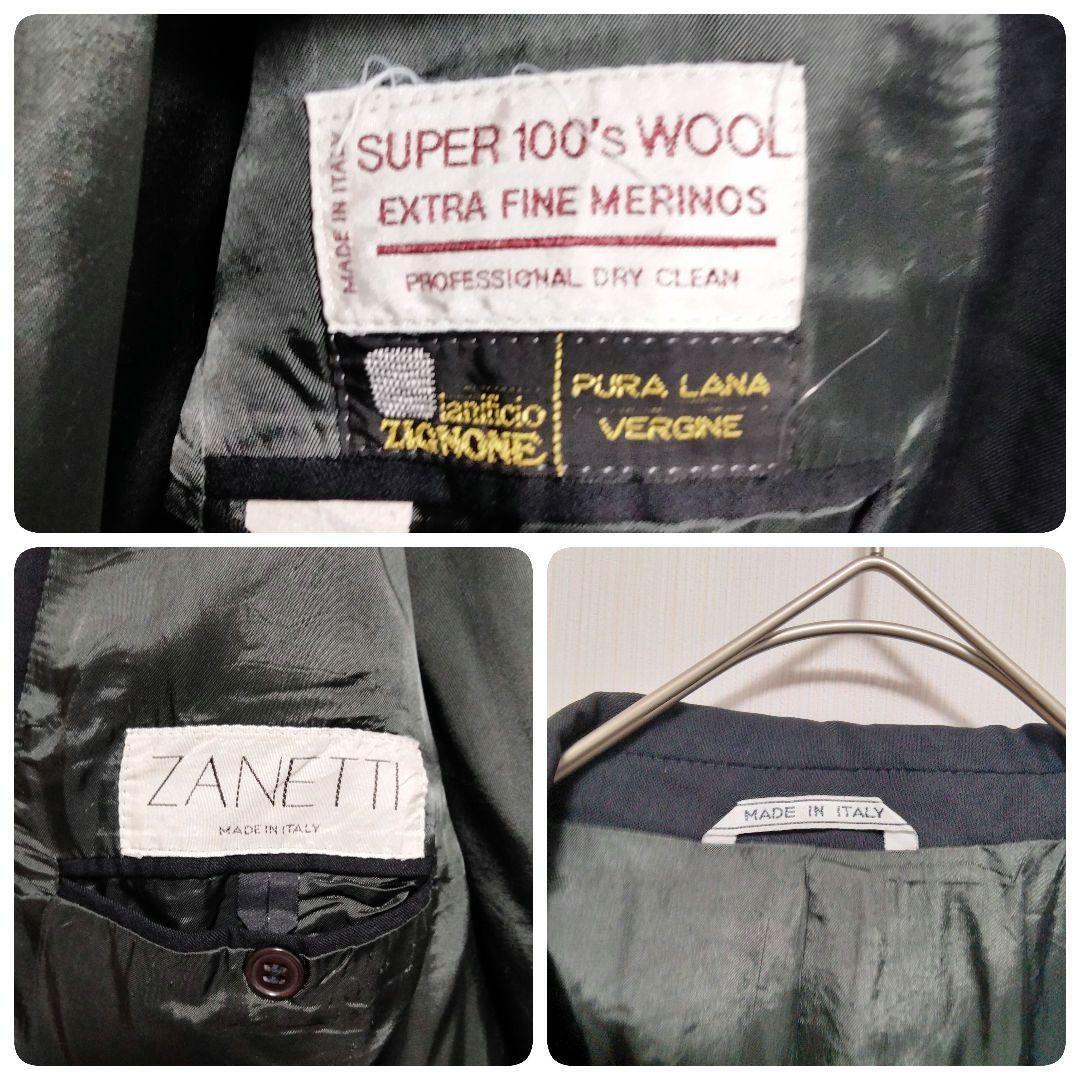 MADE IN ITALY
SUPER 100's WOOL
EXTRA FINE MERINOS
PROFESSIONAL DRY CLEAN
lanificio
ZIGNONE
PURA LANA
VERGINE
ZANETTI
MADE IN ITALY
MADE IN ITALY